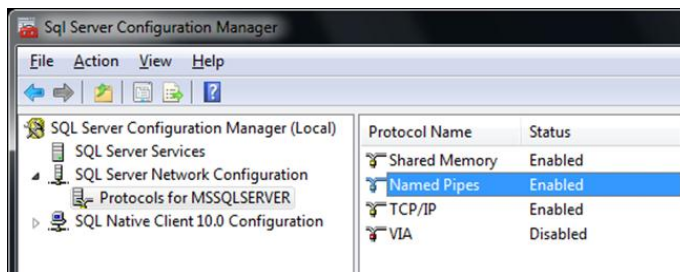 Sql Server Configuration Manager
File Action View Help
SQL Server Configuration Manager (Local)
SQL Server Services
SQL Server Network Configuration
Protocols for MSSQLSERVER
SQL Native Client 10.0 Configuration
Protocol Name Status
Shared Memory Enabled
Named Pipes Enabled
TCP/IP Enabled
VIA Disabled